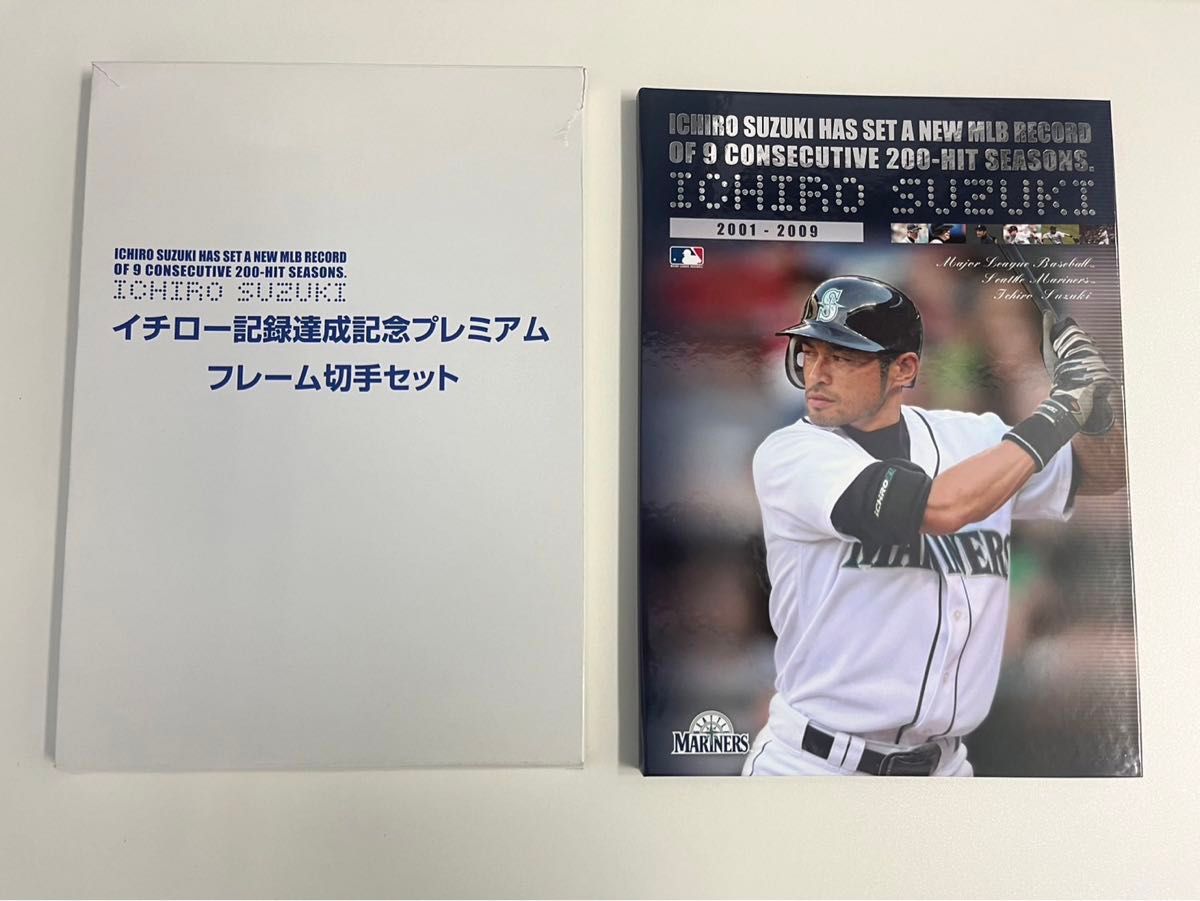 ICHIRO SUZUKI HAS SET A NEW MLB RECORD
OF 9 CONSECUTIVE 200-HIT SEASONS.
ICHIRO SUZUKI
イチロー記録達成記念プレミアム
フレーム切手セット
ICHIRO SUZUKI HAS SET A NEW MLB RECORD
OF 9 CONSECUTIVE 200-HIT SEASONS.
ICHIRO SUZUKI
2001 - 2009
Major League Baseball™
Seattle Mariners™
Ichiro Suzuki
S
ICHIRO
MARINERS
MARINERS